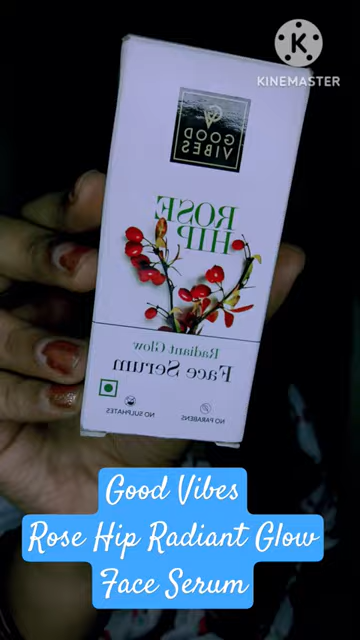 KINEMASTER
GOOD
VIBES
ROSE
HIP
Radiant Glow
Face Serum
NO SULPHATES
NO PARABENS
Good Vibes
Rose Hip Radiant Glow
Face Serum